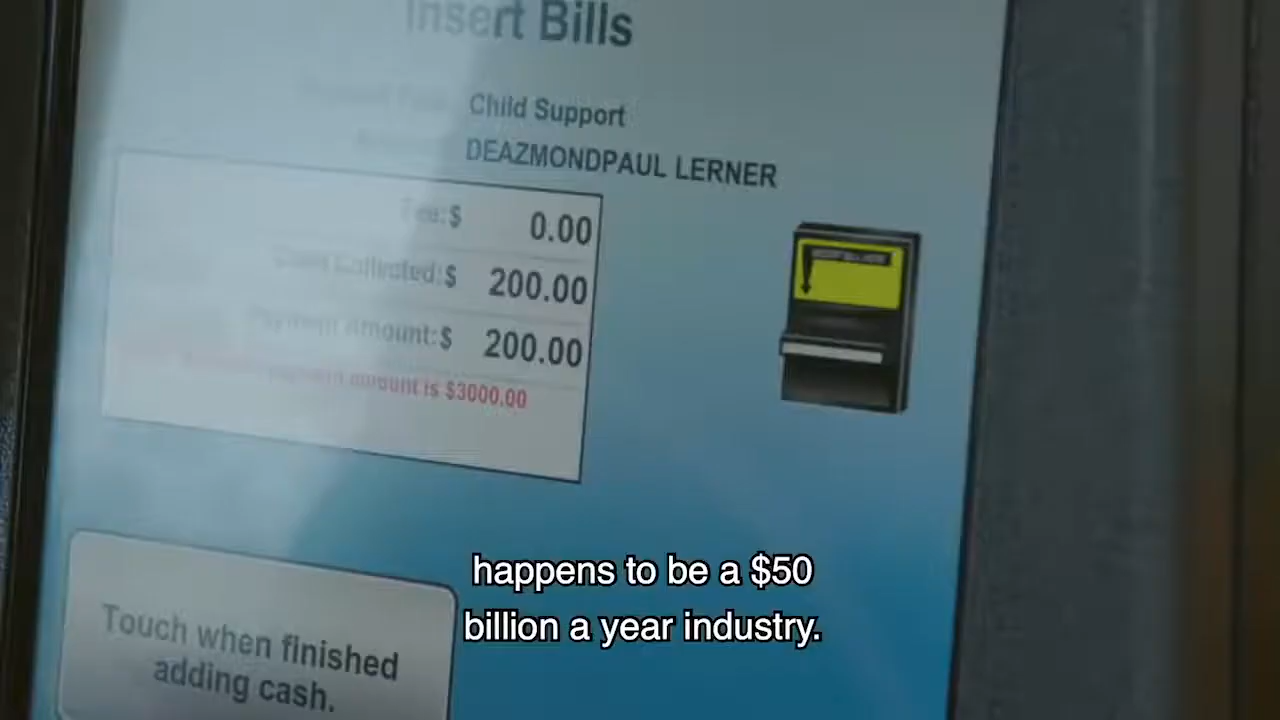 Insert Bills
Child Support
DEAZMONDPAUL LERNER
Fee:$ 0.00
Collected:$ 200.00
Payment Amount:$ 200.00
payment amount is $3000.00
Touch when finished
adding cash.
happens to be a $50
billion a year industry.